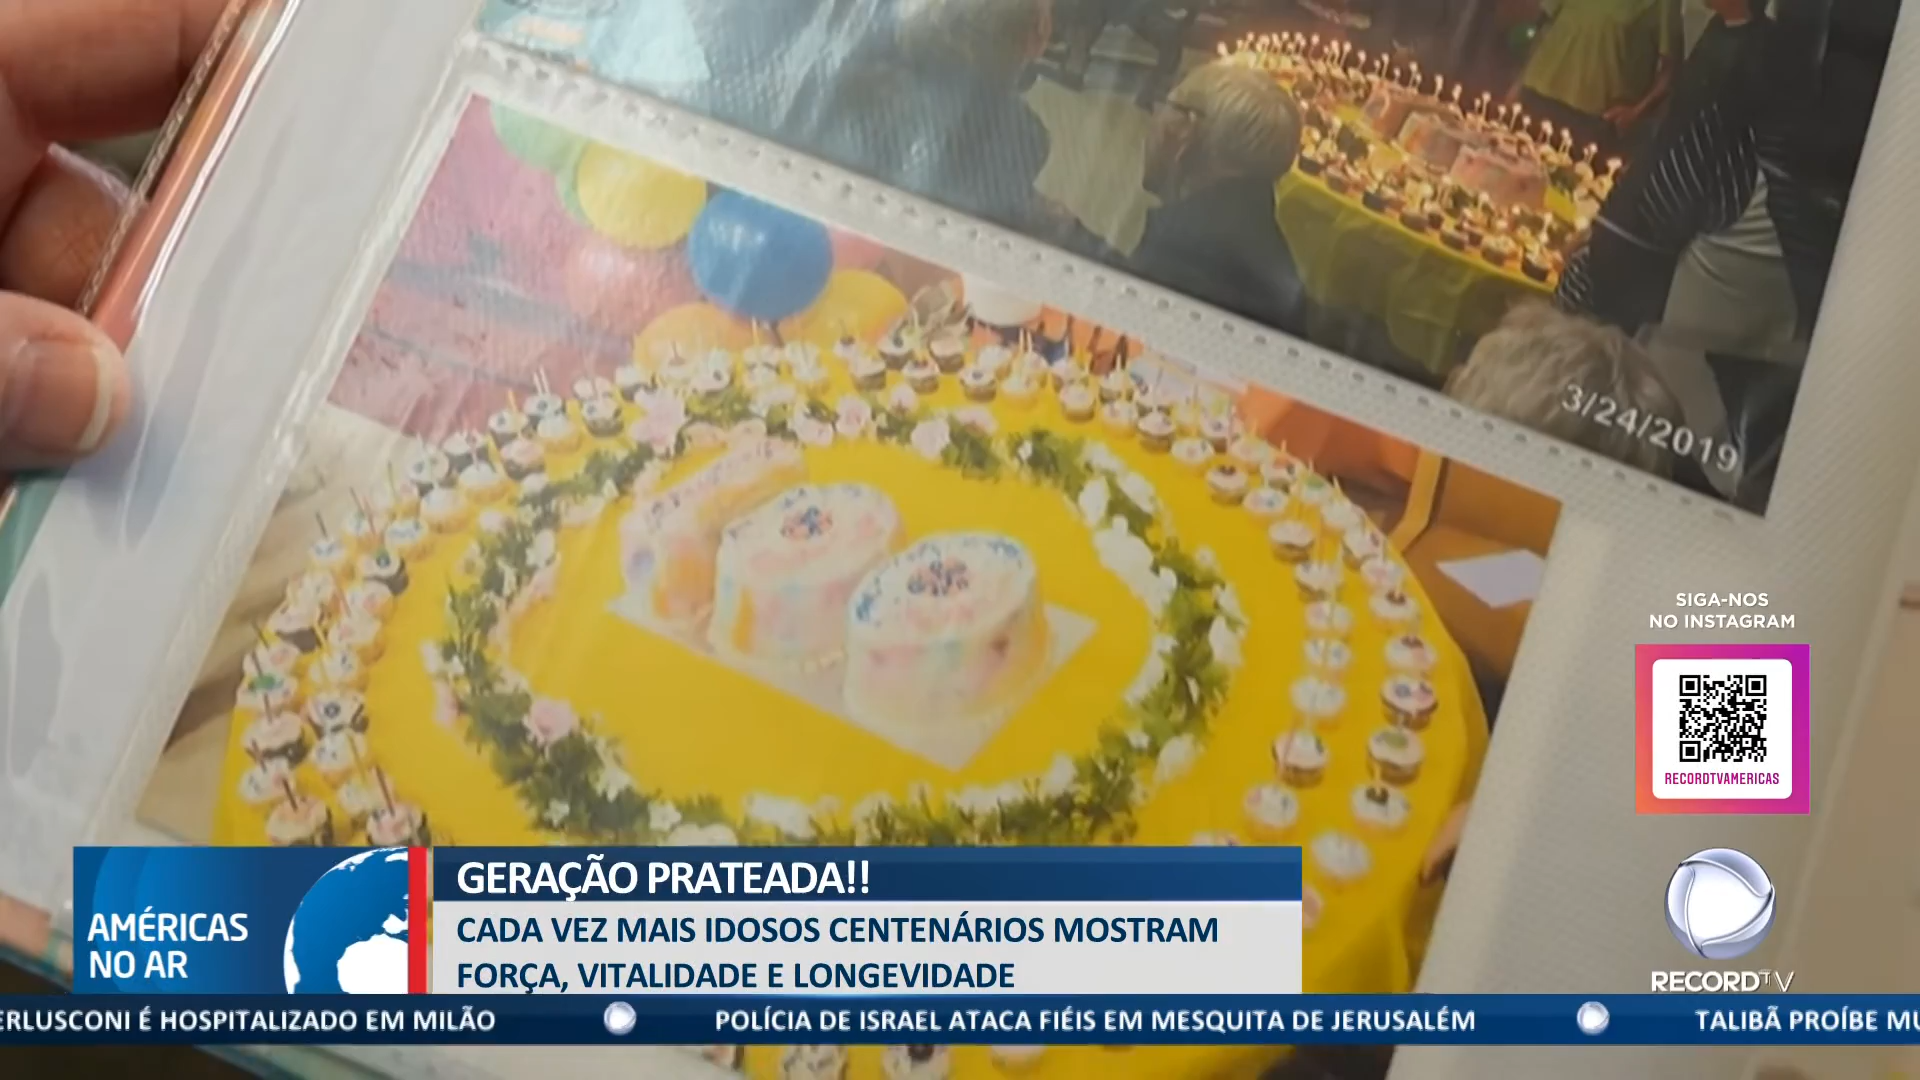 3/24/2019
SIGA-NOS
NO INSTAGRAM
RECORDTVAMERICAS
GERAÇÃO PRATEADA!!
AMÉRICAS
NO AR
CADA VEZ MAIS IDOSOS CENTENÁRIOS MOSTRAM
FORÇA, VITALIDADE E LONGEVIDADE
RECORDTV
ERLUSCONI É HOSPITALIZADO EM MILÃO
POLÍCIA DE ISRAEL ATACA FIÉIS EM MESQUITA DE JERUSALÉM
TALIBÃ PROÍBE MU